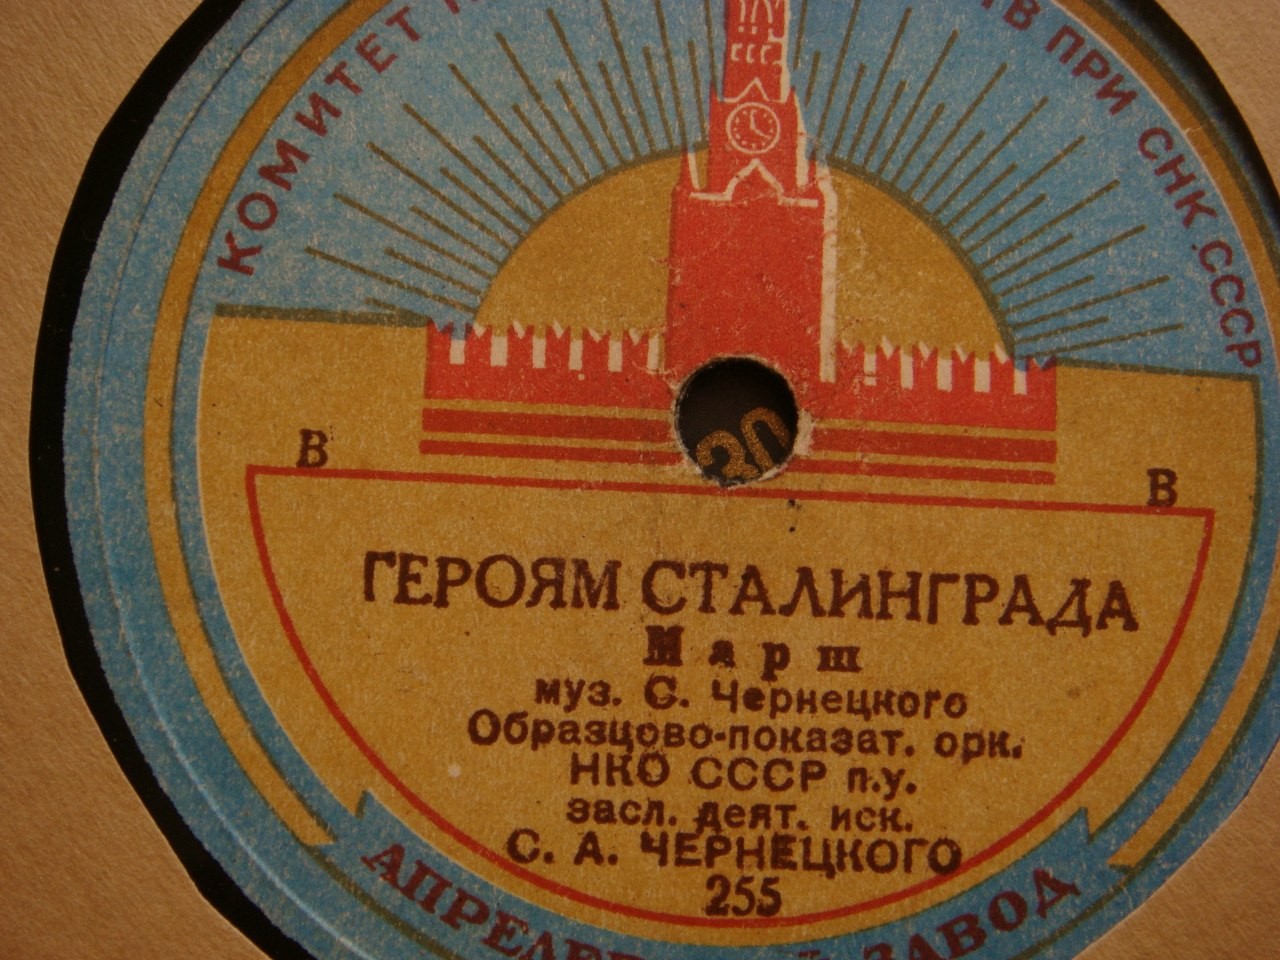 КОМИТЕТ
ПРИ СНК СССР
30
В В
ГЕРОЯМ СТАЛИНГРАДА
Марш
муз. С. Чернецкого
Образцово-показат. орк.
НКО СССР п.у.
засл. деят. иск.
С. А. ЧЕРНЕЦКОГО
255
ЗАВОД